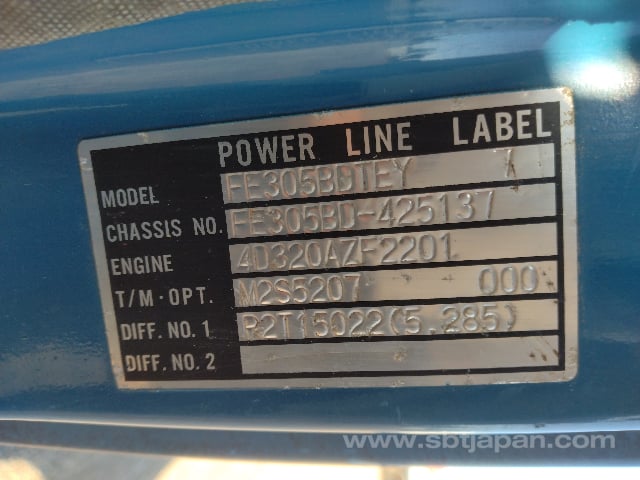 POWER LINE LABEL
MODEL FE305BDTEY X
CHASSIS NO. FE305BD-425137
ENGINE 4D320AZF2201
T/M·OPT. M2S5207 000
DIFF. NO. 1 R2T15022(5.285)
DIFF. NO. 2
www.sbtjapan.com